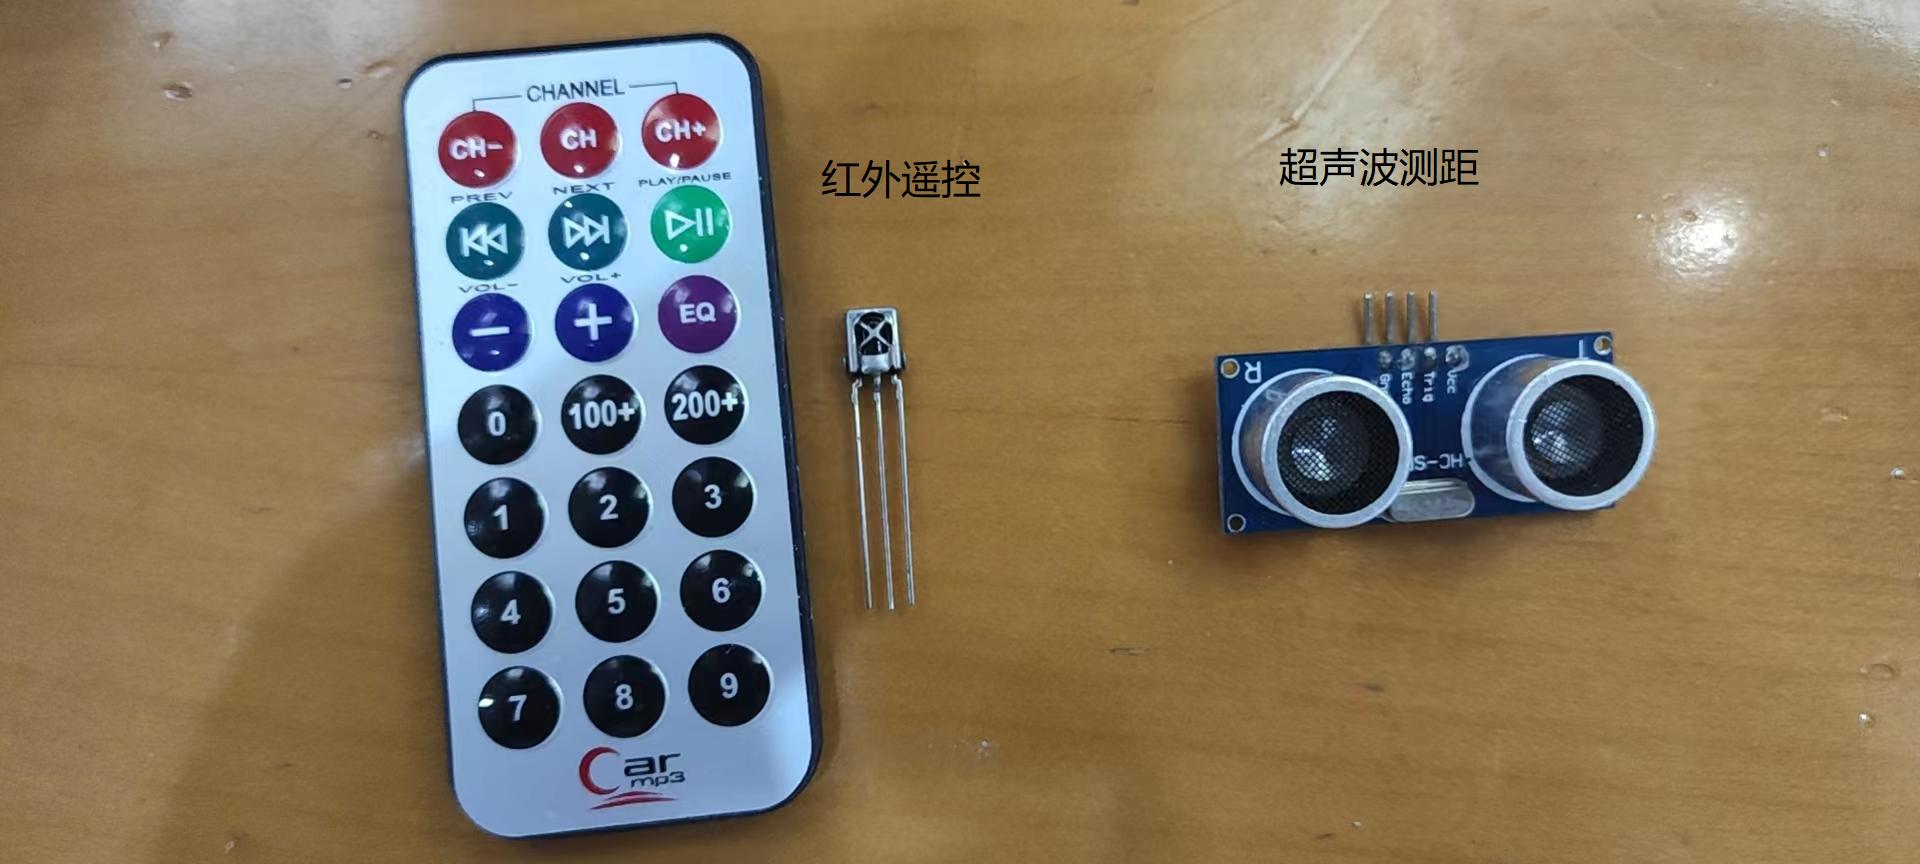 CHANNEL
CH-
CH
CH+
PREV
NEXT
PLAY/PAUSE
VOL-
VOL+
EQ
0
100+
200+
1
2
3
4
5
6
7
8
9
Car
mp3
红外遥控
超声波测距
R
T
Gnd
Echo
Trig
Vcc
HC-S